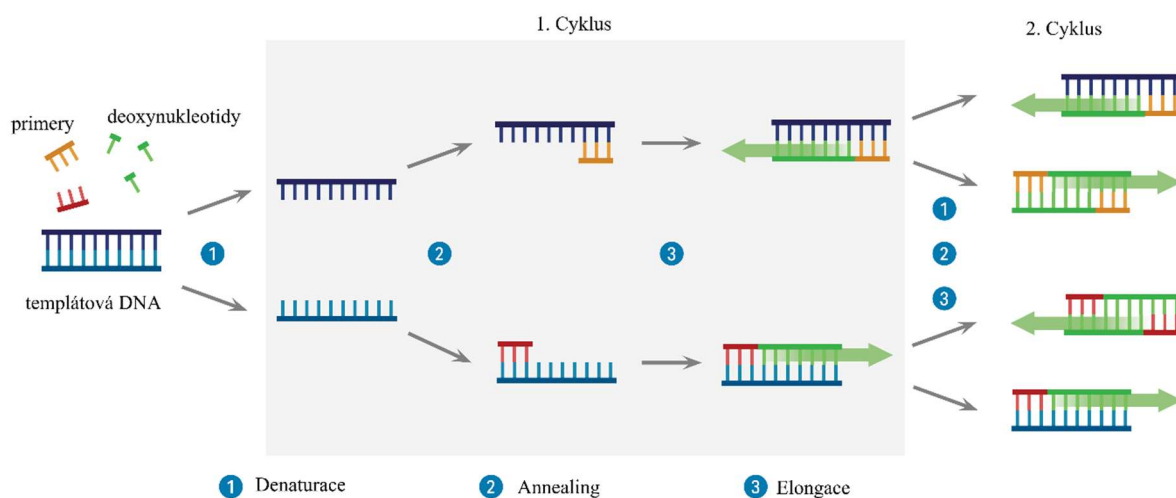 1. Cyklus
2. Cyklus
primery
deoxynukleotidy
templátová DNA
1
2
3
1
2
3
1 Denaturace
2 Annealing
3 Elongace